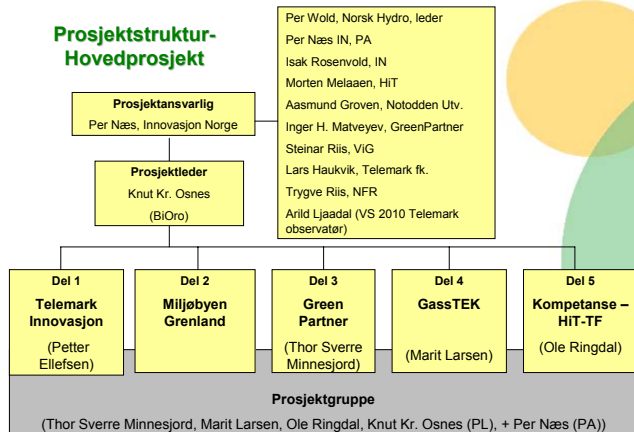 Prosjektstruktur-
Hovedprosjekt
Per Wold, Norsk Hydro, leder
Per Næs IN, PA
Isak Rosenvold, IN
Morten Melaaen, HiT
Aasmund Groven, Notodden Utv.
Inger H. Matveyev, GreenPartner
Steinar Riis, ViG
Lars Haukvik, Telemark fk.
Trygve Riis, NFR
Arild Ljaadal (VS 2010 Telemark
observatør)
Prosjektansvarlig
Per Næs, Innovasjon Norge
Prosjektleder
Knut Kr. Osnes
(BiOro)
Del 1
Telemark
Innovasjon
(Petter
Ellefsen)
Del 2
Miljøbyen
Grenland
Del 3
Green
Partner
(Thor Sverre
Minnesjord)
Del 4
GassTEK
(Marit Larsen)
Del 5
Kompetanse –
HiT-TF
(Ole Ringdal)
Prosjektgruppe
(Thor Sverre Minnesjord, Marit Larsen, Ole Ringdal, Knut Kr. Osnes (PL), + Per Næs (PA))